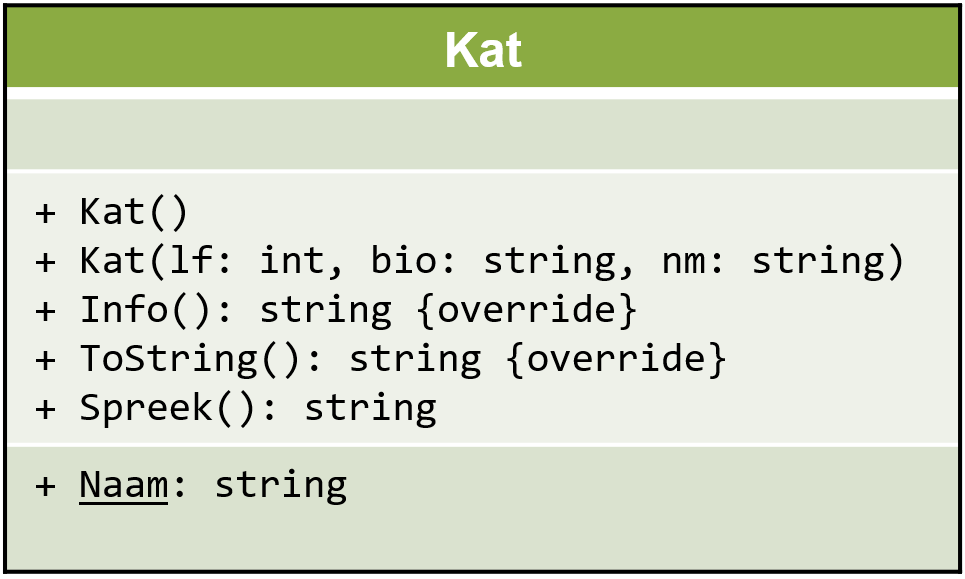 Kat
+ Kat()
+ Kat(lf: int, bio: string, nm: string)
+ Info(): string {override}
+ ToString(): string {override}
+ Spreek(): string
+ Naam: string